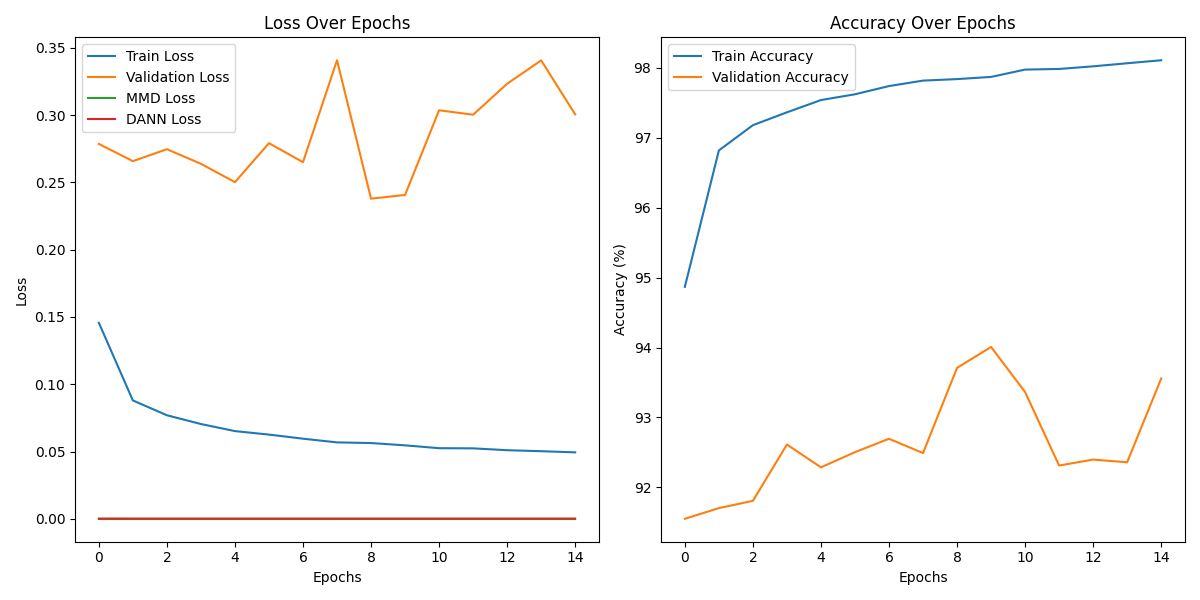 Loss Over Epochs
0.35
0.30
0.25
0.20
0.15
0.10
0.05
0.00
Loss
Train Loss
Validation Loss
MMD Loss
DANN Loss
0 2 4 6 8 10 12 14
Epochs
Accuracy Over Epochs
98
97
96
95
94
93
92
Accuracy (%)
Train Accuracy
Validation Accuracy
0 2 4 6 8 10 12 14
Epochs